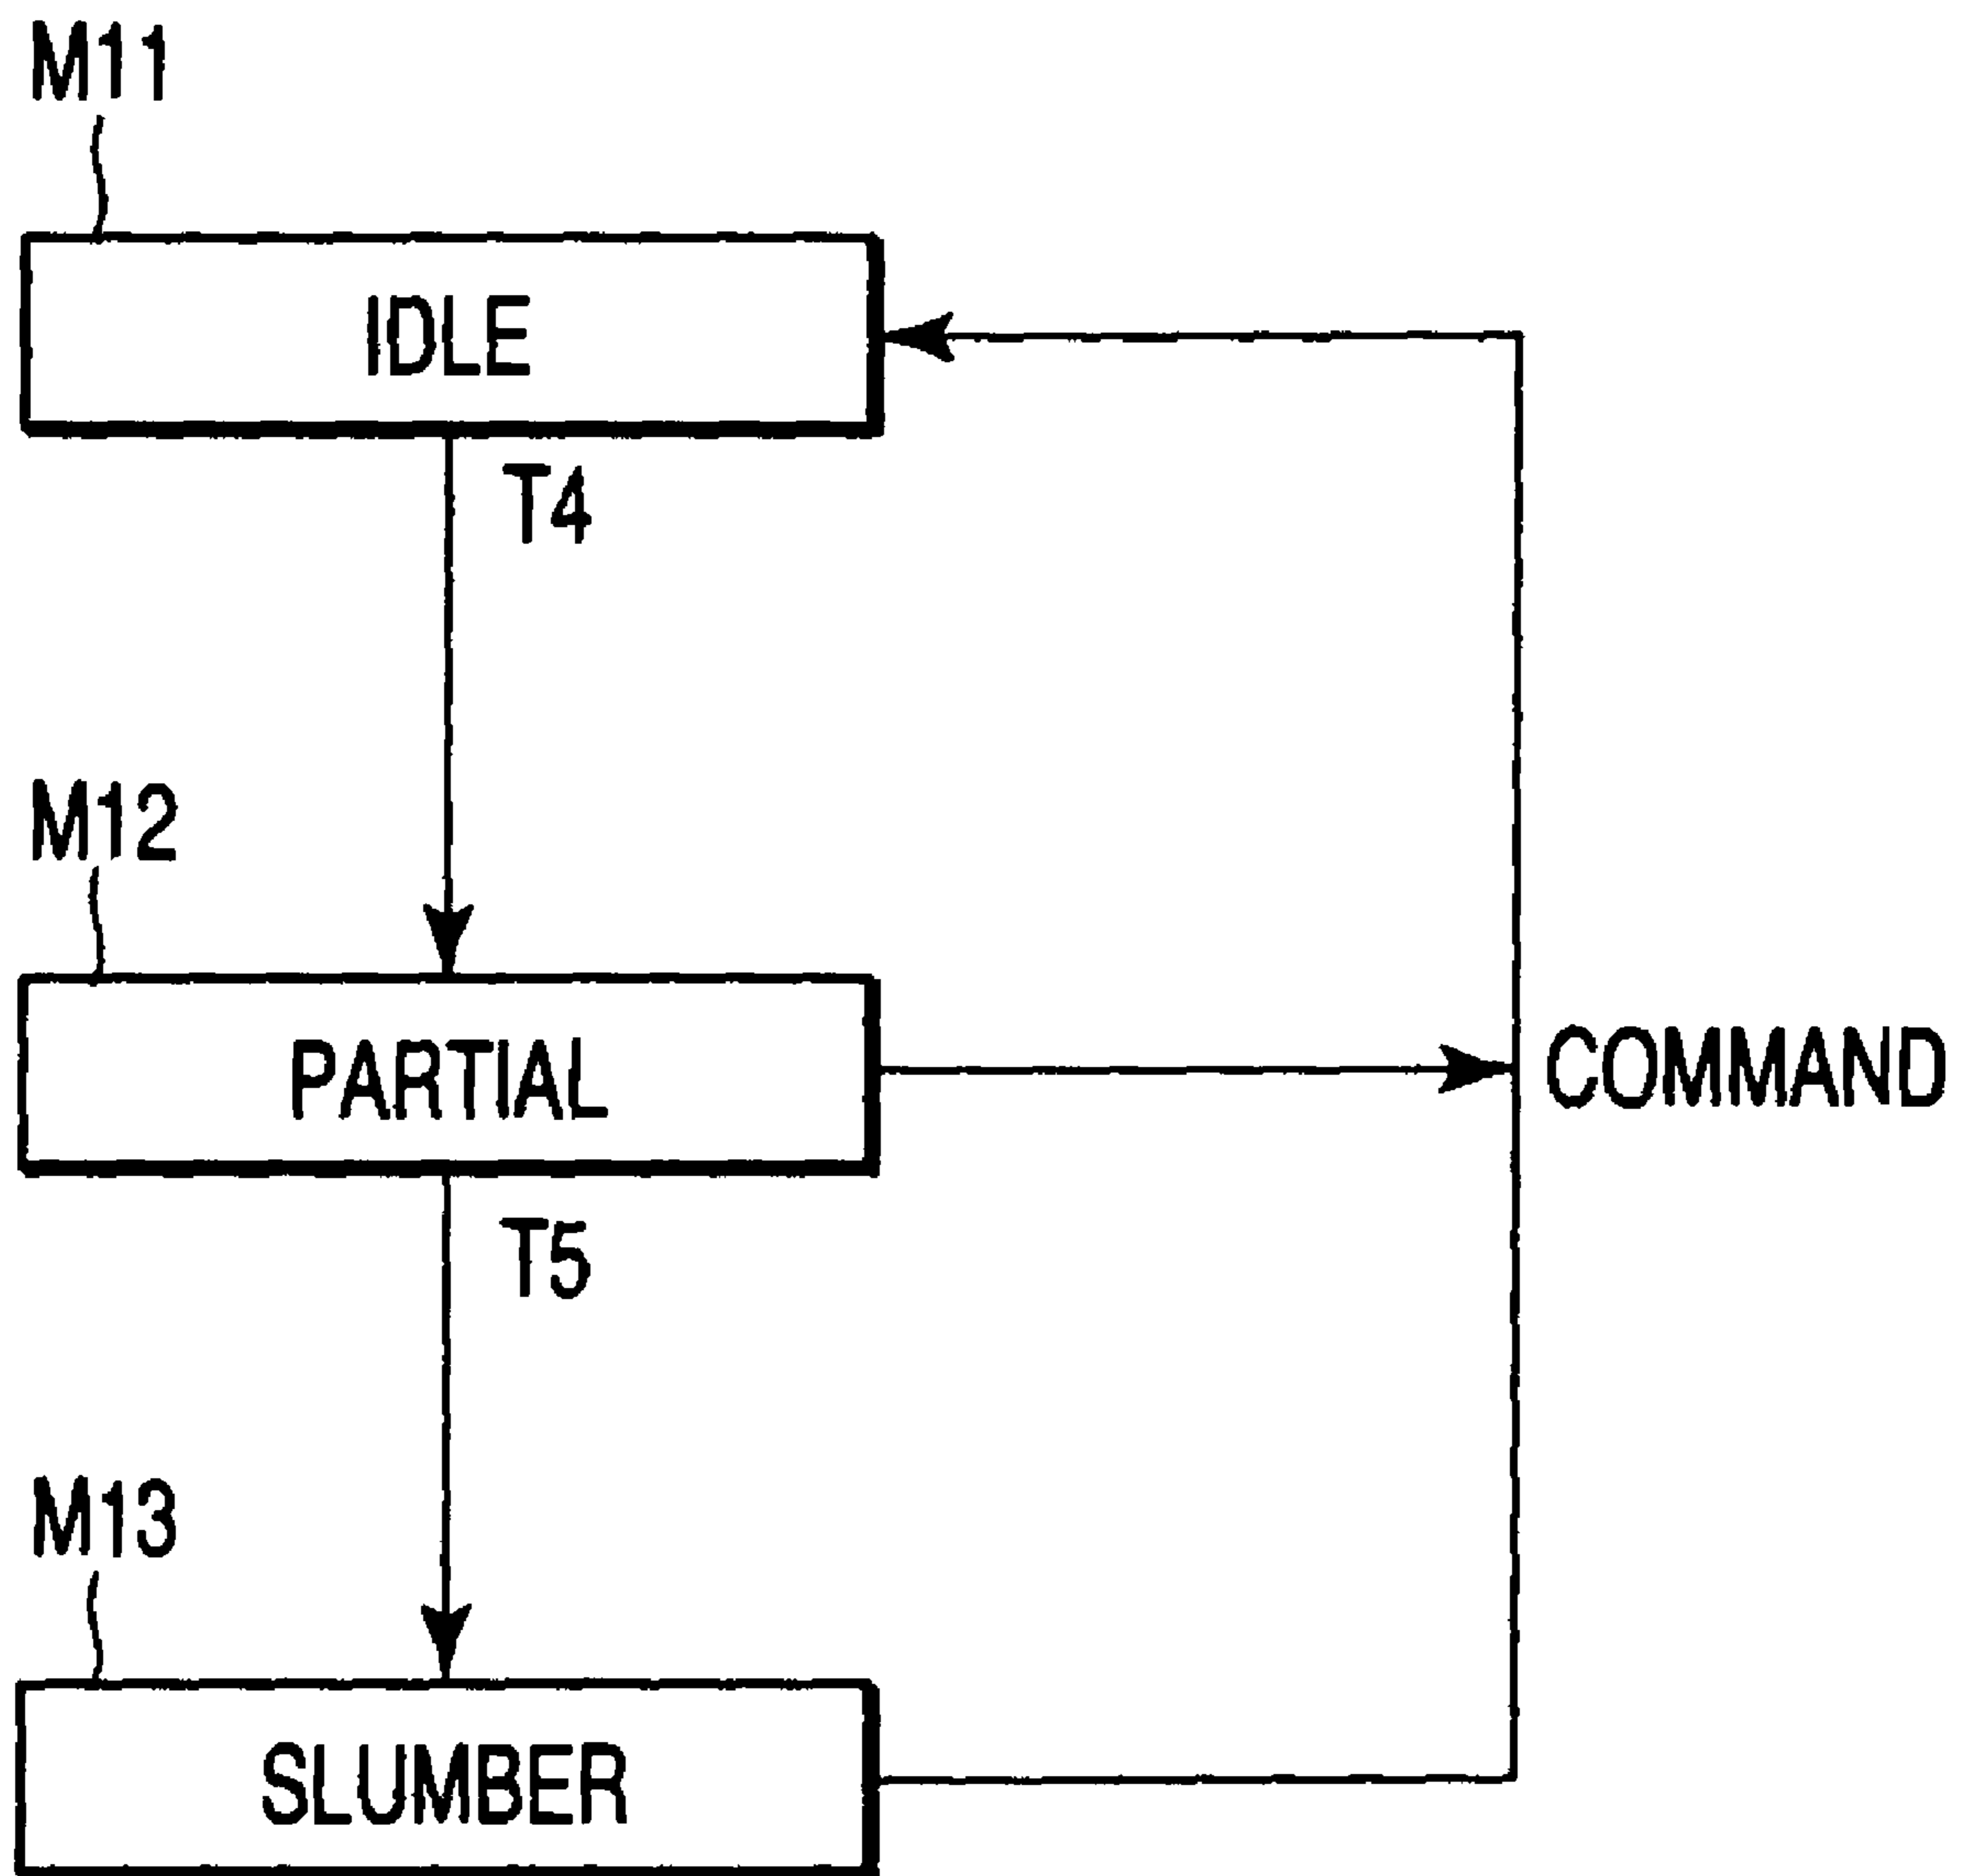 M11
IDLE
T4
M12
PARTIAL
COMMAND
T5
M13
SLUMBER